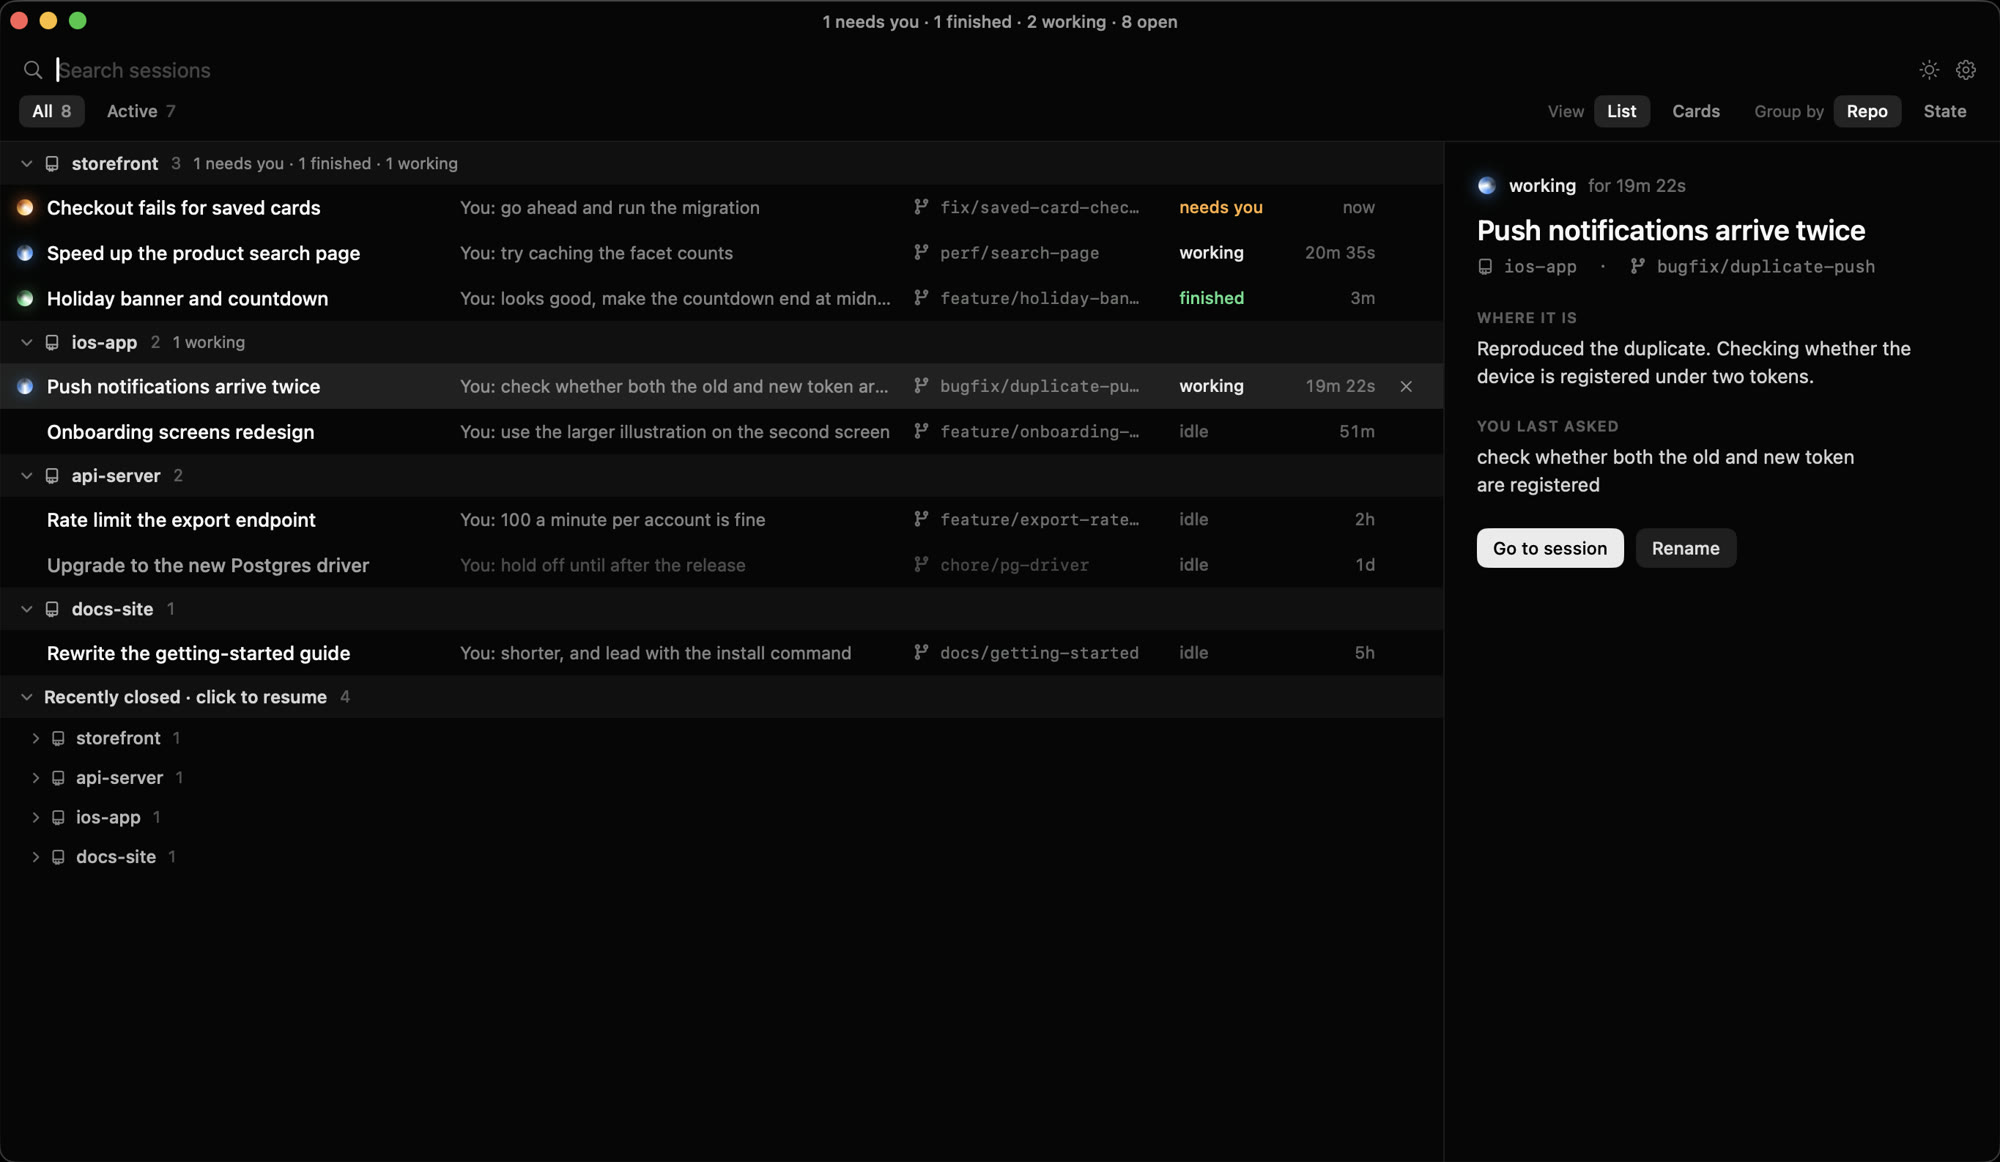 1 needs you · 1 finished · 2 working · 8 open
Search sessions
All 8 Active 7 View List Cards Group by Repo State
storefront 3 1 needs you · 1 finished · 1 working
Checkout fails for saved cards You: go ahead and run the migration fix/saved-card-chec… needs you now
Speed up the product search page You: try caching the facet counts perf/search-page working 20m 35s
Holiday banner and countdown You: looks good, make the countdown end at midn… feature/holiday-ban… finished 3m
ios-app 2 1 working
Push notifications arrive twice You: check whether both the old and new token ar… bugfix/duplicate-pu… working 19m 22s
Onboarding screens redesign You: use the larger illustration on the second screen feature/onboarding-… idle 51m
api-server 2
Rate limit the export endpoint You: 100 a minute per account is fine feature/export-rate… idle 2h
Upgrade to the new Postgres driver You: hold off until after the release chore/pg-driver idle 1d
docs-site 1
Rewrite the getting-started guide You: shorter, and lead with the install command docs/getting-started idle 5h
Recently closed · click to resume 4
storefront 1
api-server 1
ios-app 1
docs-site 1
working for 19m 22s
Push notifications arrive twice
ios-app · bugfix/duplicate-push
WHERE IT IS
Reproduced the duplicate. Checking whether the
device is registered under two tokens.
YOU LAST ASKED
check whether both the old and new token
are registered
Go to session Rename